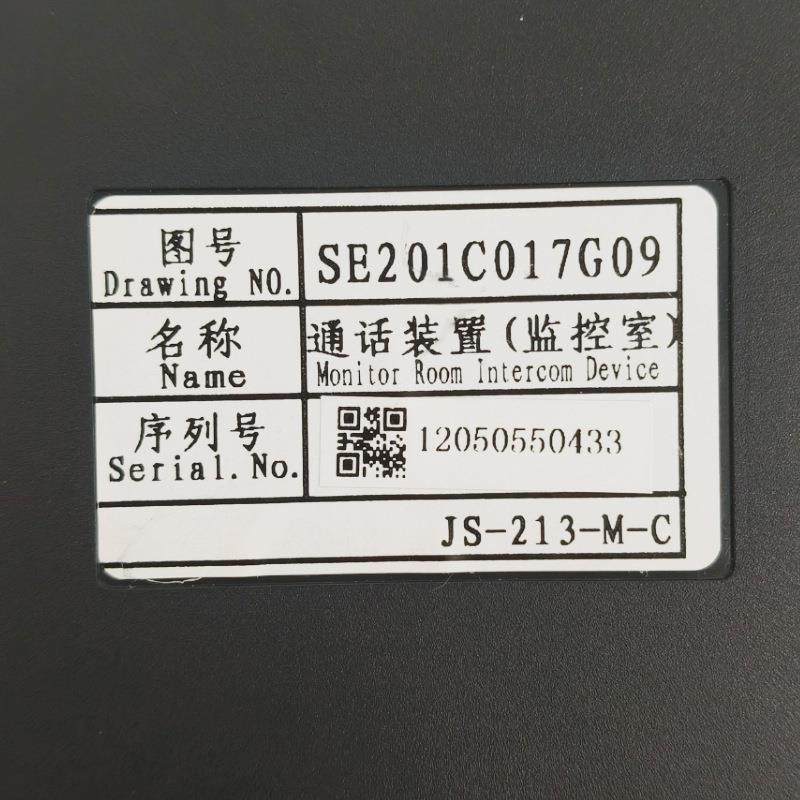 图号
Drawing NO.
SE201C017G09
名称
Name
通话装置(监控室)
Monitor Room Intercom Device
序列号
Serial.No.
12050550433
JS-213-M-C